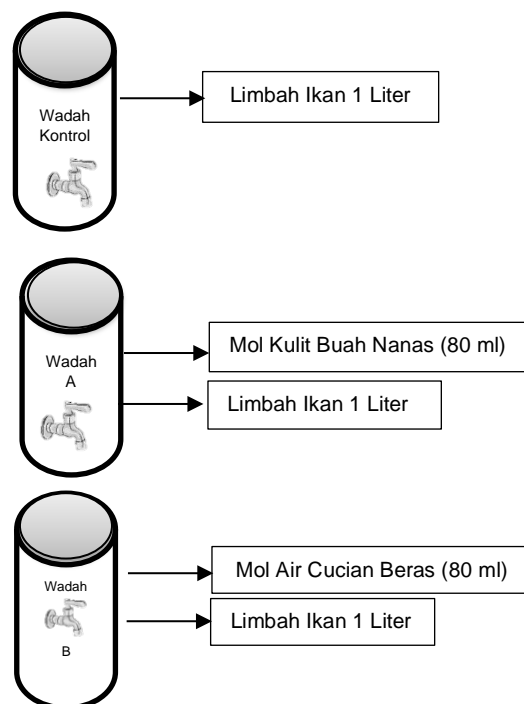 Wadah
Kontrol
Limbah Ikan 1 Liter
Wadah
A
Mol Kulit Buah Nanas (80 ml)
Limbah Ikan 1 Liter
Wadah
B
Mol Air Cucian Beras (80 ml)
Limbah Ikan 1 Liter